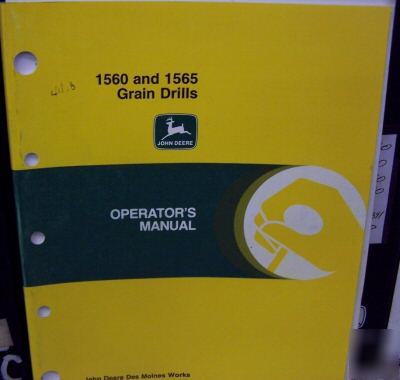 1560 and 1565
Grain Drills
JOHN DEERE
OPERATOR'S
MANUAL
John Deere Des Moines Works